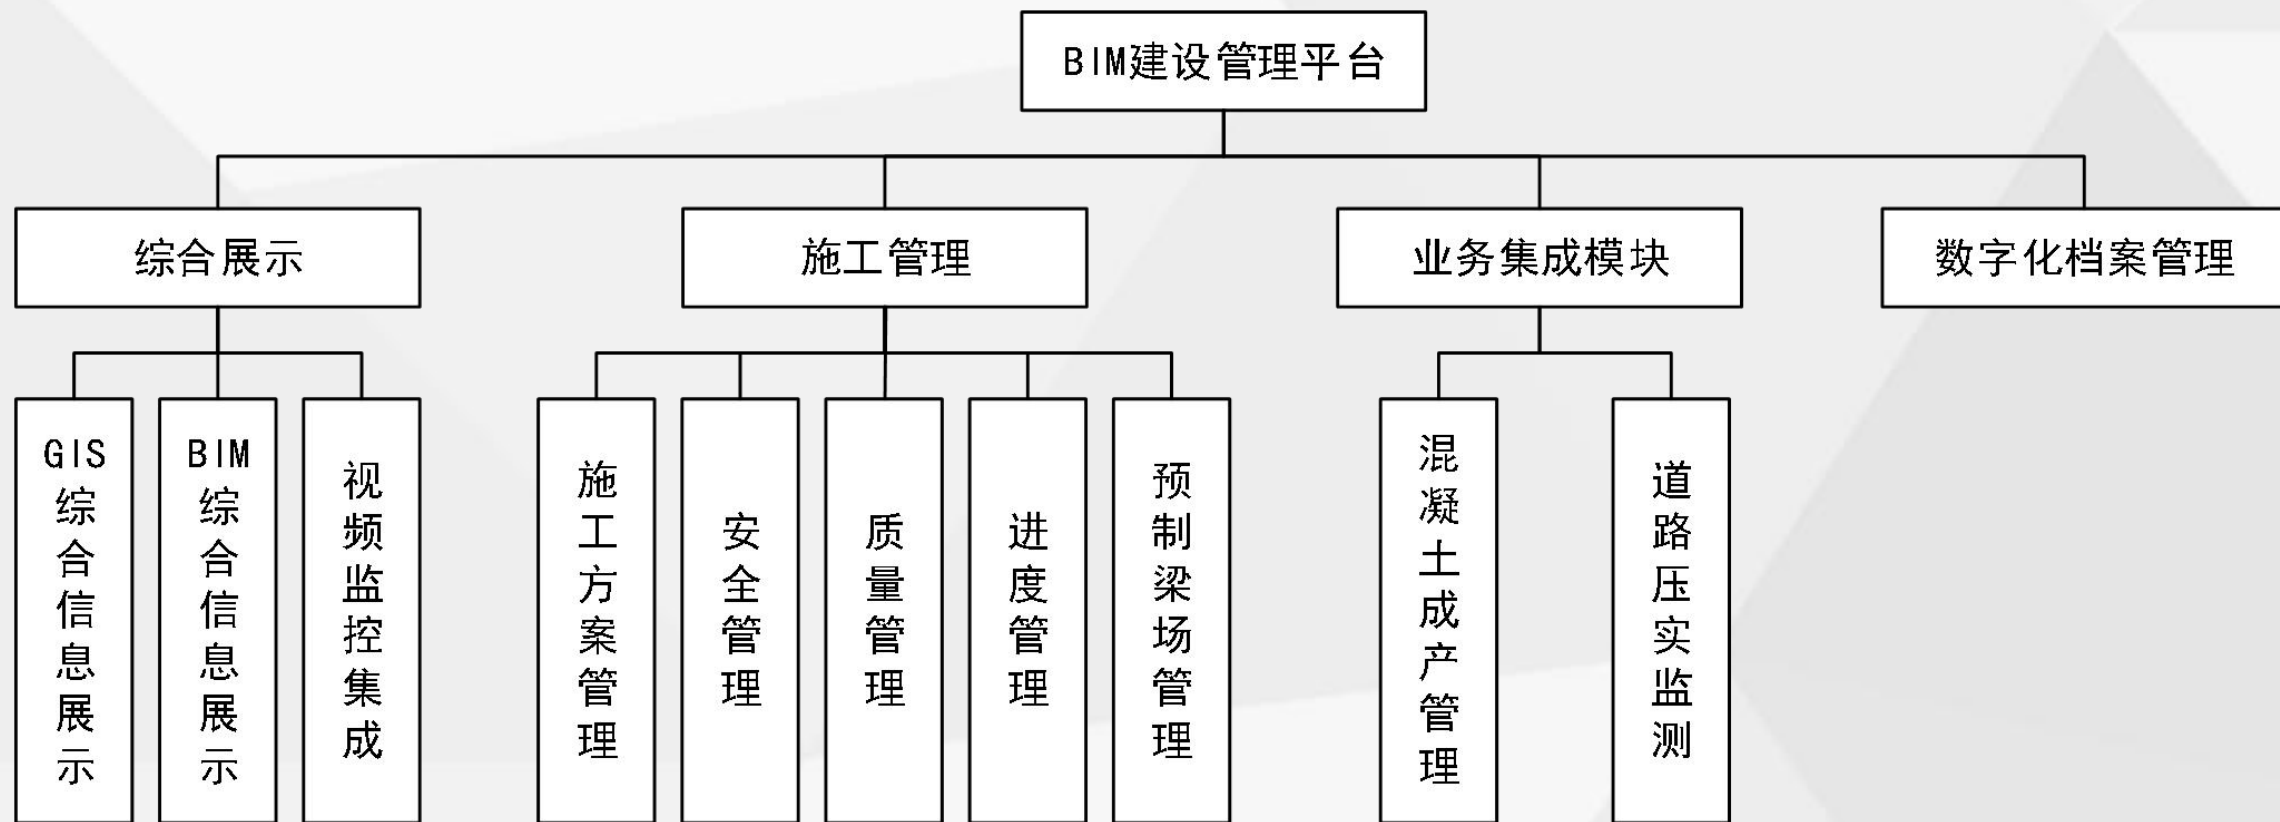 BIM建设管理平台
综合展示
施工管理
业务集成模块
数字化档案管理
GIS综合信息展示
BIM综合信息展示
视频监控集成
施工方案管理
安全管理
质量管理
进度管理
预制梁场管理
混凝土成产管理
道路压实监测